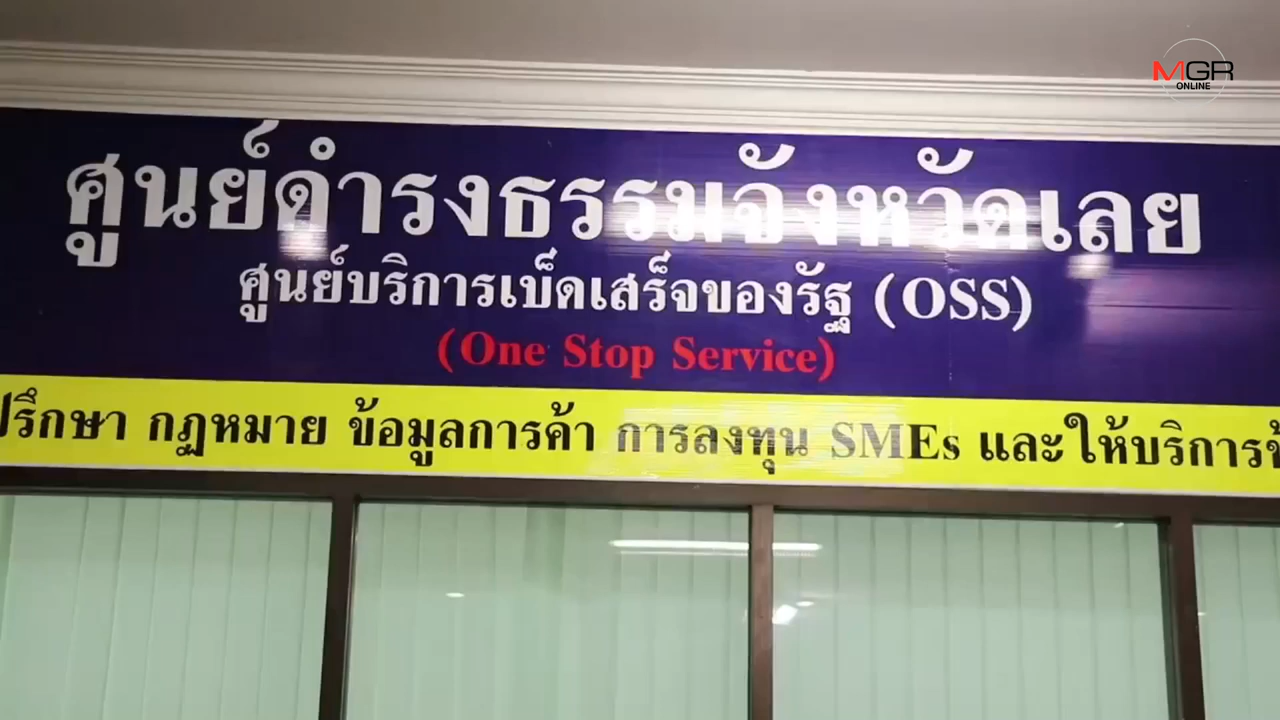 MGR
ONLINE
ศูนย์ดำรงธรรมจังหวัดเลย
ศูนย์บริการเบ็ดเสร็จของรัฐ (OSS)
(One Stop Service)
ปรึกษา กฎหมาย ข้อมูลการค้า การลงทุน SMEs และให้บริการ